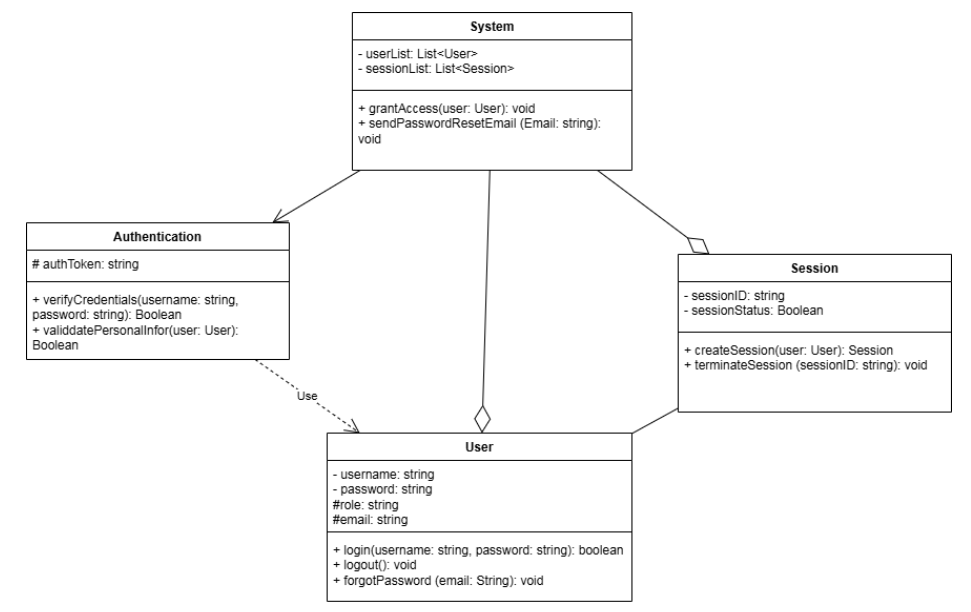 System
- userList: List<User>
- sessionList: List<Session>
+ grantAccess(user: User): void
+ sendPasswordResetEmail (Email: string):
void
Authentication
# authToken: string
+ verifyCredentials(username: string,
password: string): Boolean
+ validdatePersonalInfor(user: User):
Boolean
Session
- sessionID: string
- sessionStatus: Boolean
+ createSession(user: User): Session
+ terminateSession (sessionID: string): void
Use
User
- username: string
- password: string
#role: string
#email: string
+ login(username: string, password: string): boolean
+ logout(): void
+ forgotPassword (email: String): void